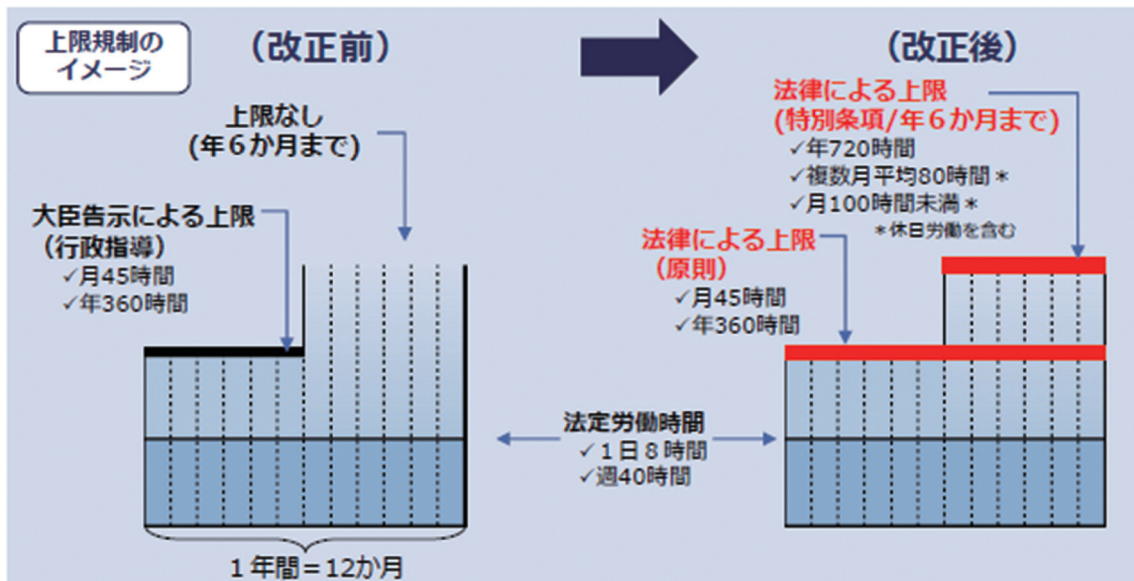 上限規制の
イメージ
（改正前）
上限なし
(年６か月まで)
大臣告示による上限
（行政指導）
✓月45時間
✓年360時間
１年間＝12か月
法定労働時間
✓１日８時間
✓週40時間
（改正後）
法律による上限
(特別条項/年６か月まで)
✓年720時間
✓複数月平均80時間＊
✓月100時間未満＊
＊休日労働を含む
法律による上限
（原則）
✓月45時間
✓年360時間